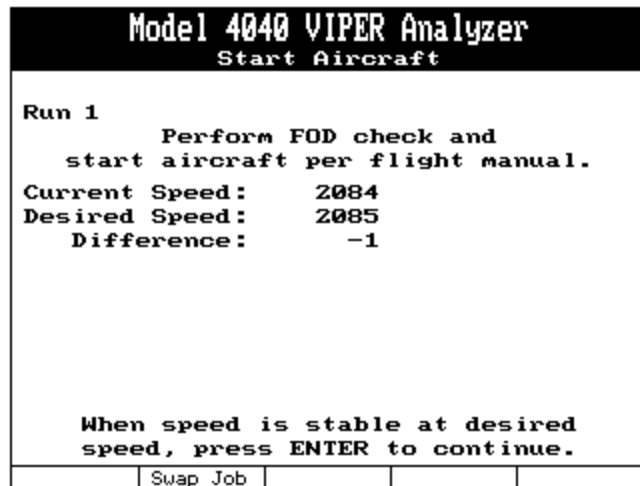 Model 4040 VIPER Analyzer
Start Aircraft
Run 1
Perform FOD check and
start aircraft per flight manual.
Current Speed: 2084
Desired Speed: 2085
Difference: -1
When speed is stable at desired
speed, press ENTER to continue.
Swap Job